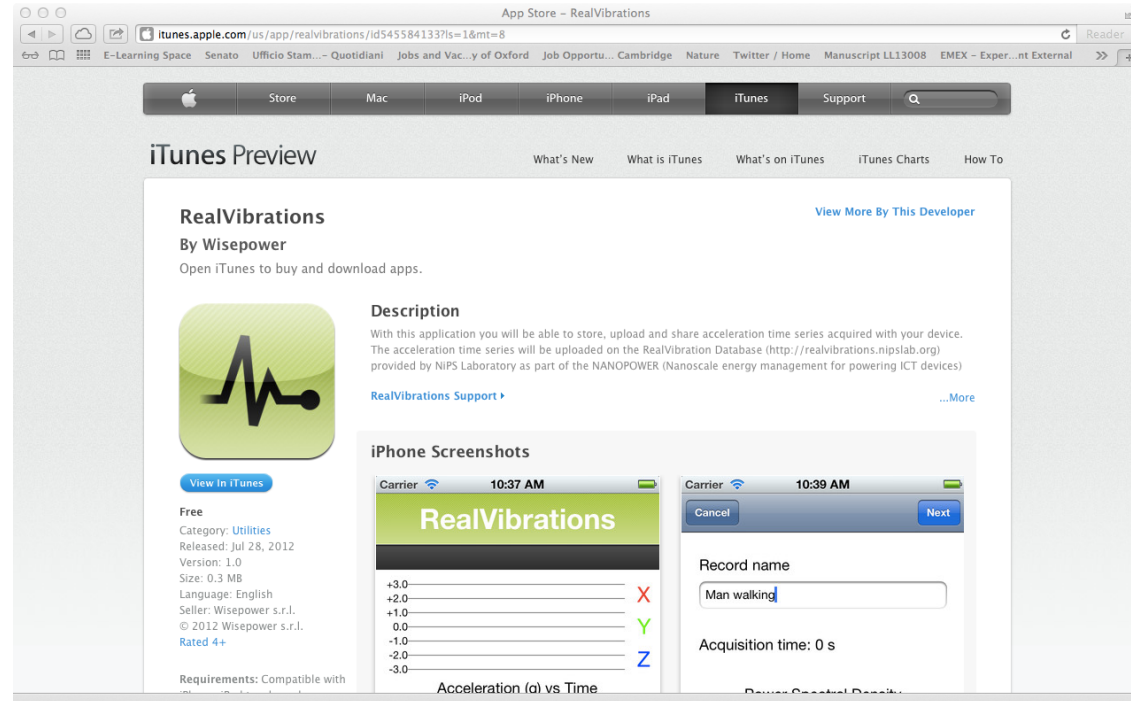 App Store – RealVibrations
itunes.apple.com/us/app/realvibrations/id545584133?ls=1&mt=8
Reader
E-Learning Space Senato Ufficio Stam...- Quotidiani Jobs and Vac...y of Oxford Job Opportu... Cambridge Nature Twitter / Home Manuscript LL13008 EMEX – Exper...nt External
Store Mac iPod iPhone iPad iTunes Support
iTunes Preview
What's New What is iTunes What's on iTunes iTunes Charts How To
RealVibrations
View More By This Developer
By Wisepower
Open iTunes to buy and download apps.
Description
With this application you will be able to store, upload and share acceleration time series acquired with your device.
The acceleration time series will be uploaded on the RealVibration Database (http://realvibrations.nipslab.org)
provided by NiPS Laboratory as part of the NANOPOWER (Nanoscale energy management for powering ICT devices)
RealVibrations Support
...More
View In iTunes
Free
Category: Utilities
Released: Jul 28, 2012
Version: 1.0
Size: 0.3 MB
Language: English
Seller: Wisepower s.r.l.
© 2012 Wisepower s.r.l.
Rated 4+
Requirements: Compatible with
iPhone Screenshots
Carrier 10:37 AM
RealVibrations
+3.0
+2.0
+1.0
0.0
-1.0
-2.0
-3.0
X
Y
Z
Acceleration (g) vs Time
Carrier 10:39 AM
Cancel Next
Record name
Man walking
Acquisition time: 0 s
Power Spectral Density